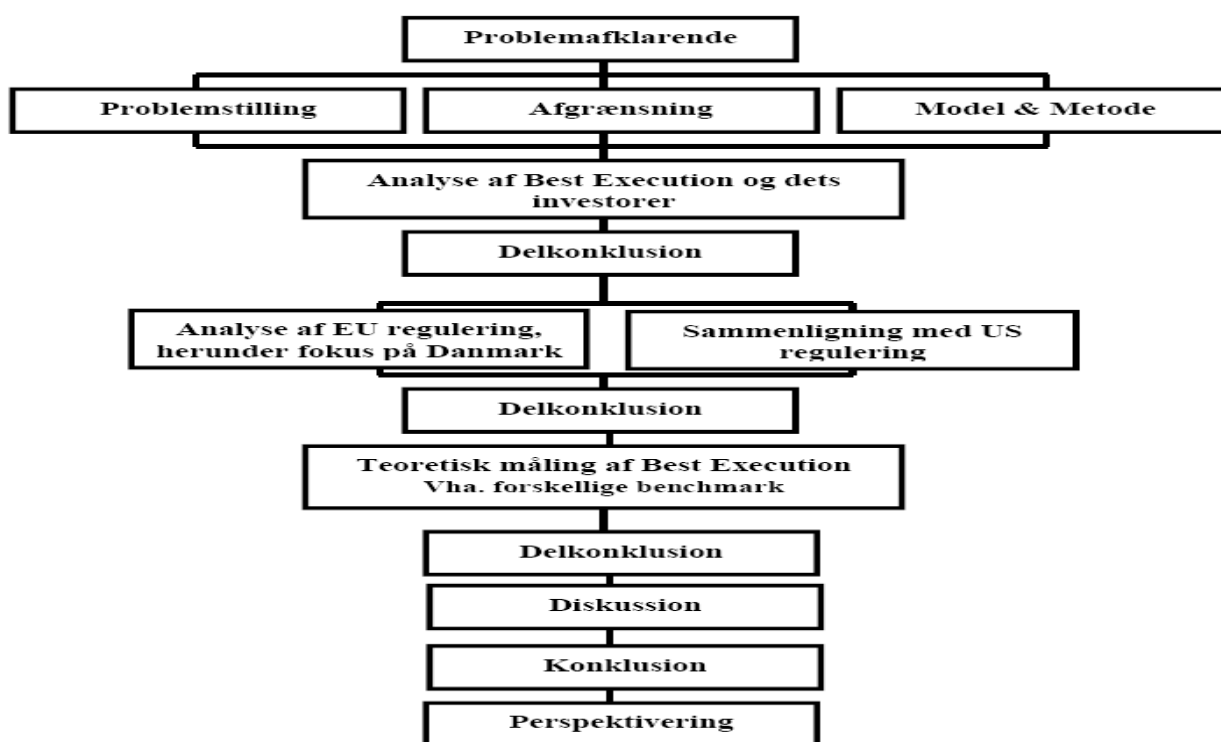 Problemafklarende
Problemstilling
Afgrænsning
Model & Metode
Analyse af Best Execution og dets
investorer
Delkonklusion
Analyse af EU regulering,
herunder fokus på Danmark
Sammenligning med US
regulering
Delkonklusion
Teoretisk måling af Best Execution
Vha. forskellige benchmark
Delkonklusion
Diskussion
Konklusion
Perspektivering